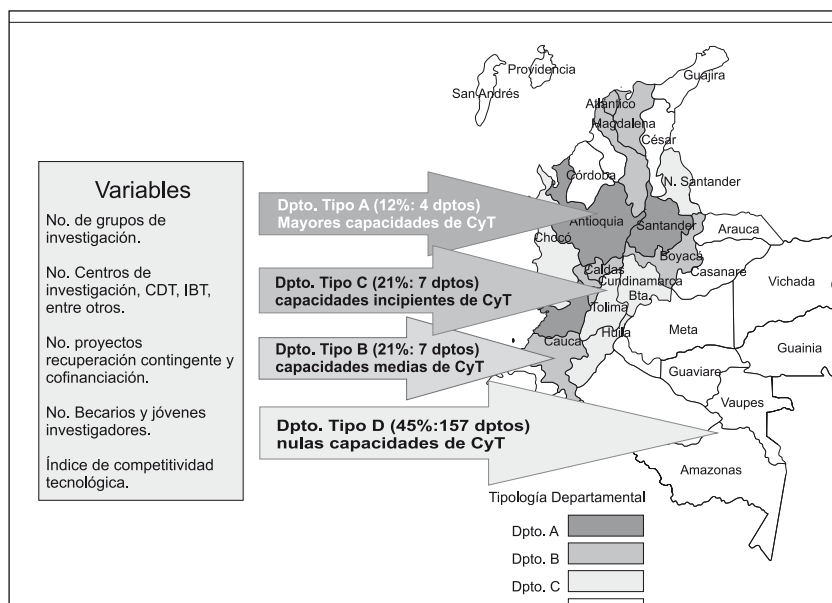 Providencia
San Andrés
Guajira
Atlántico
Magdalena
César
Córdoba
N. Santander
Antioquia
Santander
Arauca
Chocó
Boyacá
Caldas
Cundinamarca
Casanare
Bta.
Vichada
Tolima
Huila
Meta
Cauca
Guainia
Guaviare
Vaupes
Amazonas
Variables
No. de grupos de
investigación.
No. Centros de
investigación, CDT, IBT,
entre otros.
No. proyectos
recuperación contingente y
cofinanciación.
No. Becarios y jóvenes
investigadores.
Índice de competitividad
tecnológica.
Dpto. Tipo A (12%: 4 dptos)
Mayores capacidades de CyT
Dpto. Tipo C (21%: 7 dptos)
capacidades incipientes de CyT
Dpto. Tipo B (21%: 7 dptos)
capacidades medias de CyT
Dpto. Tipo D (45%:157 dptos)
nulas capacidades de CyT
Tipología Departamental
Dpto. A
Dpto. B
Dpto. C